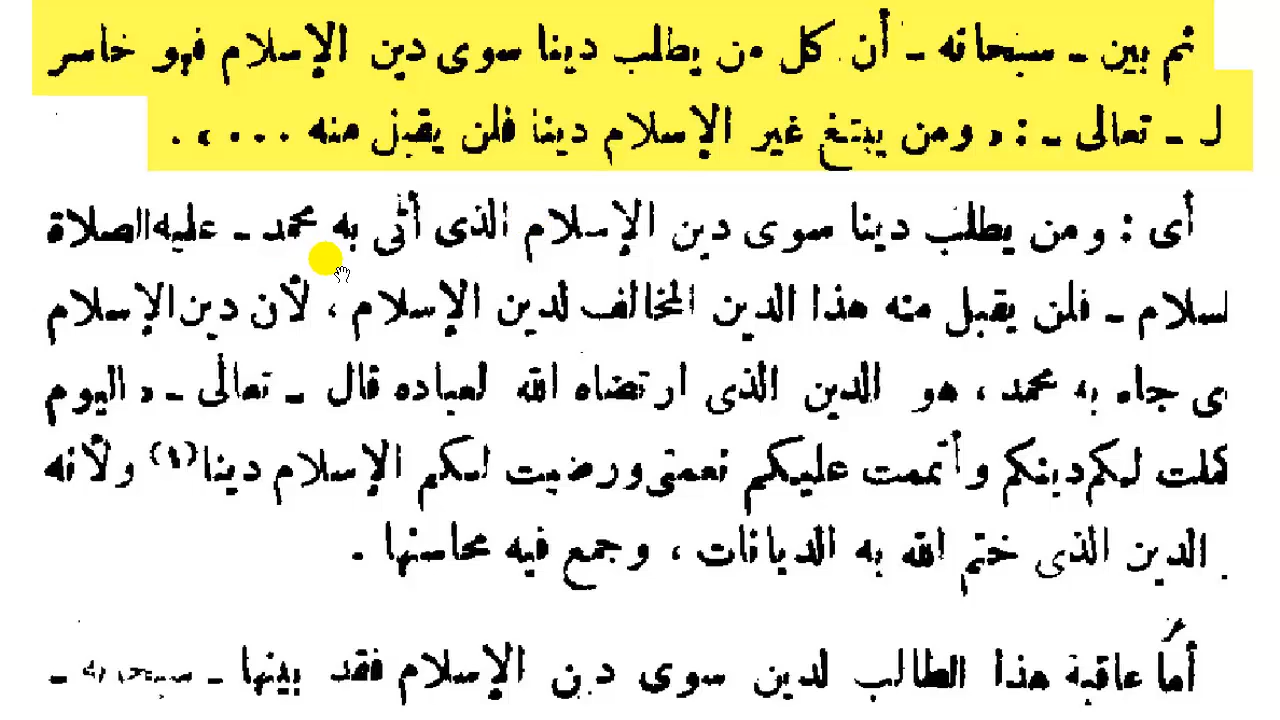 ثم بين ـ سبحانه ـ أن كل من يطلب دينا سوى دين الإسلام فهو خاسر
ل ـ تعالى ـ : « ومن يبتغ غير الإسلام دينا فلن يقبل منه ... » .
أى : ومن يطلب دينا سوى دين الإسلام الذى أتى به محمد ـ عليه الصلاة
لسلام ـ فلن يقبل منه هذا الدين المخالف لدين الإسلام ، لأن دين الإسلام
ى جاء به محمد ، هو الدين الذى ارتضاه الله لعباده قال ـ تعالى ـ « اليوم
كملت لكم دينكم وأتممت عليكم نعمتى ورضيت لكم الإسلام دينا (١) ولأنه
الدين الذى ختم الله به الديانات ، وجمع فيه محاسنها .
أما عاقبة هذا الطالب لدين سوى دين الإسلام فقد بينها ـ سبحانه ـ